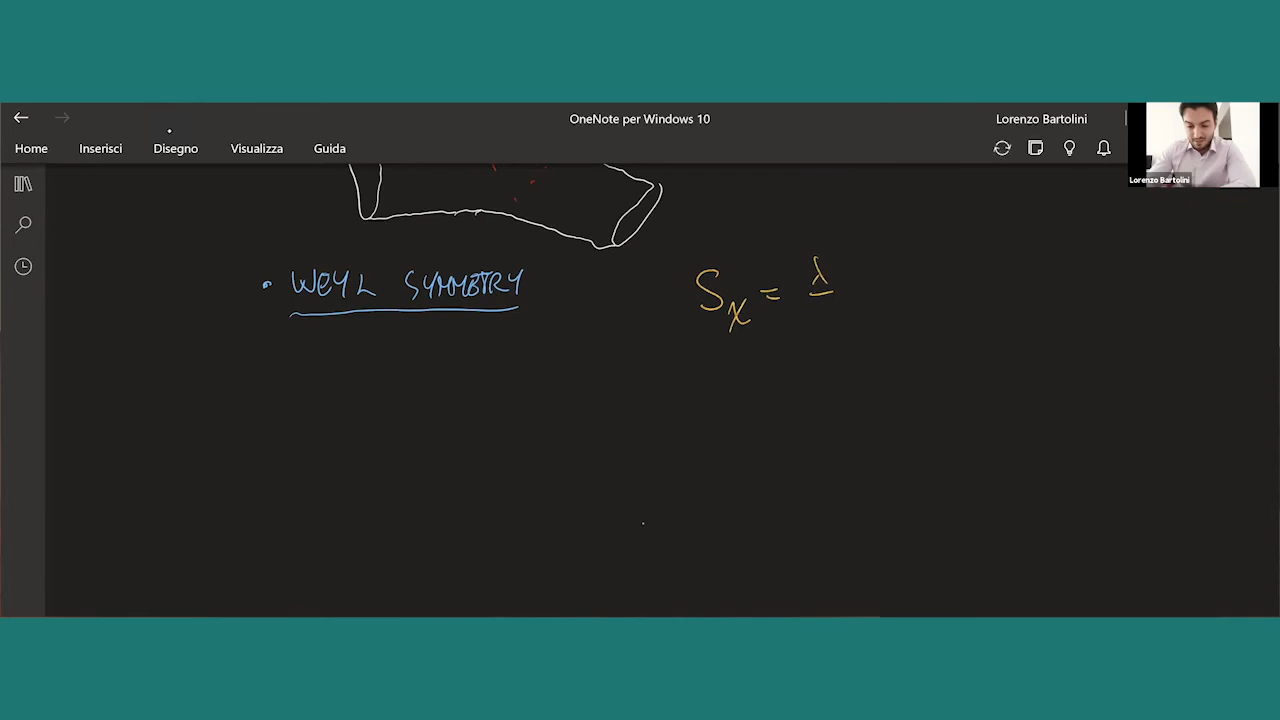 OneNote per Windows 10
Lorenzo Bartolini
Home Inserisci Disegno Visualizza Guida
Lorenzo Bartolini
• WEYL SYMMETRY
S_χ = λ